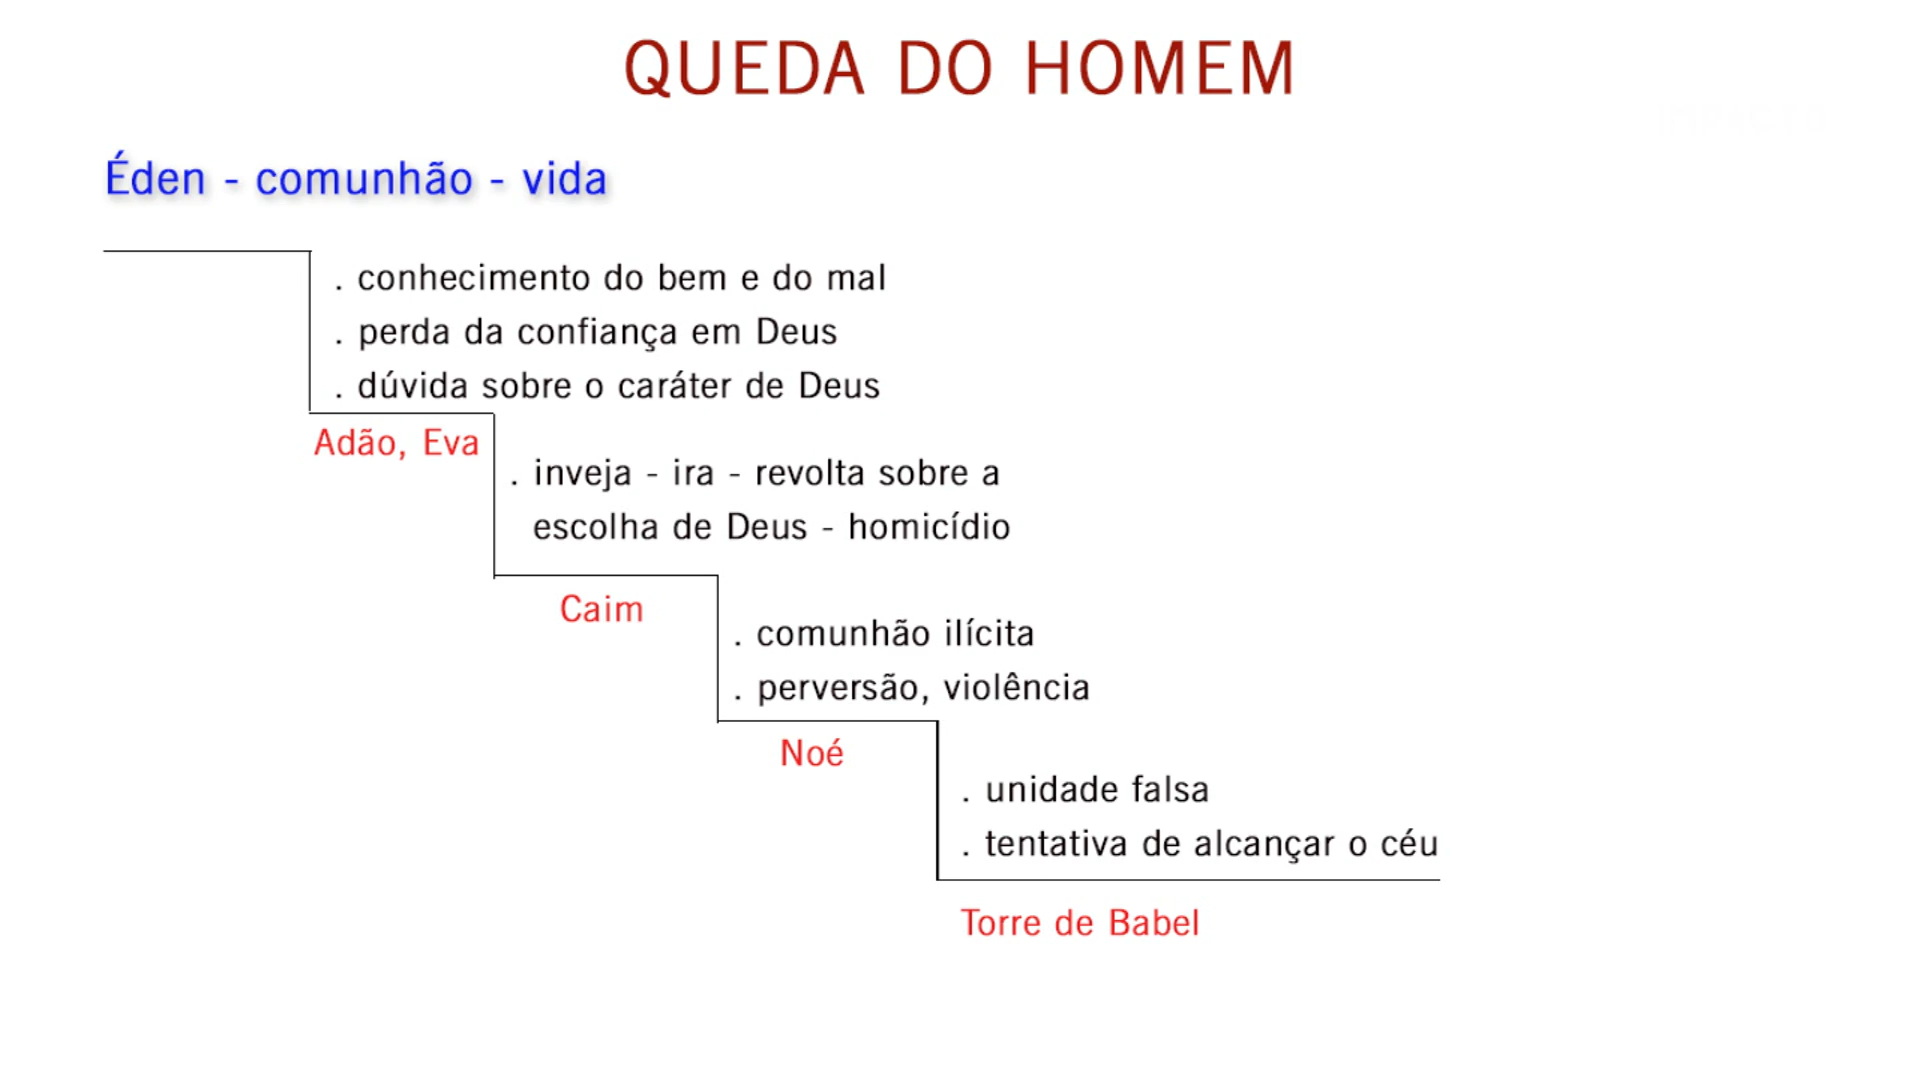 QUEDA DO HOMEM
Éden - comunhão - vida
. conhecimento do bem e do mal
. perda da confiança em Deus
. dúvida sobre o caráter de Deus
Adão, Eva
. inveja - ira - revolta sobre a
escolha de Deus - homicídio
Caim
. comunhão ilícita
. perversão, violência
Noé
. unidade falsa
. tentativa de alcançar o céu
Torre de Babel